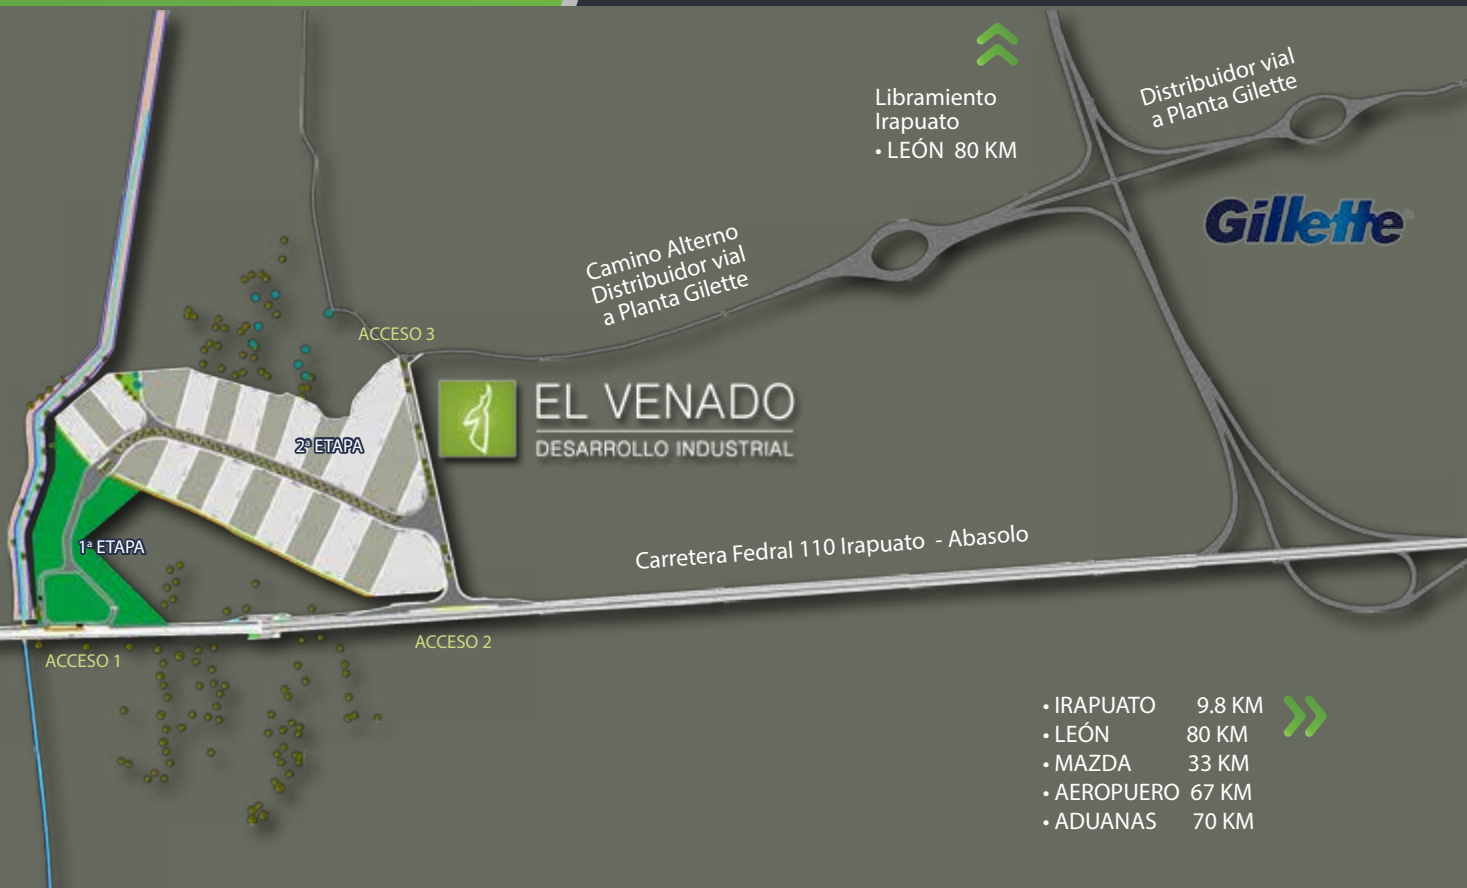 Libramiento
Irapuato
• LEÓN 80 KM
Distribuidor vial
a Planta Gilette
Gillette
Camino Alterno
Distribuidor vial
a Planta Gilette
ACCESO 3
EL VENADO
DESARROLLO INDUSTRIAL
2ª ETAPA
1ª ETAPA
Carretera Fedral 110 Irapuato - Abasolo
ACCESO 2
ACCESO 1
• IRAPUATO 9.8 KM
• LEÓN 80 KM
• MAZDA 33 KM
• AEROPUERO 67 KM
• ADUANAS 70 KM